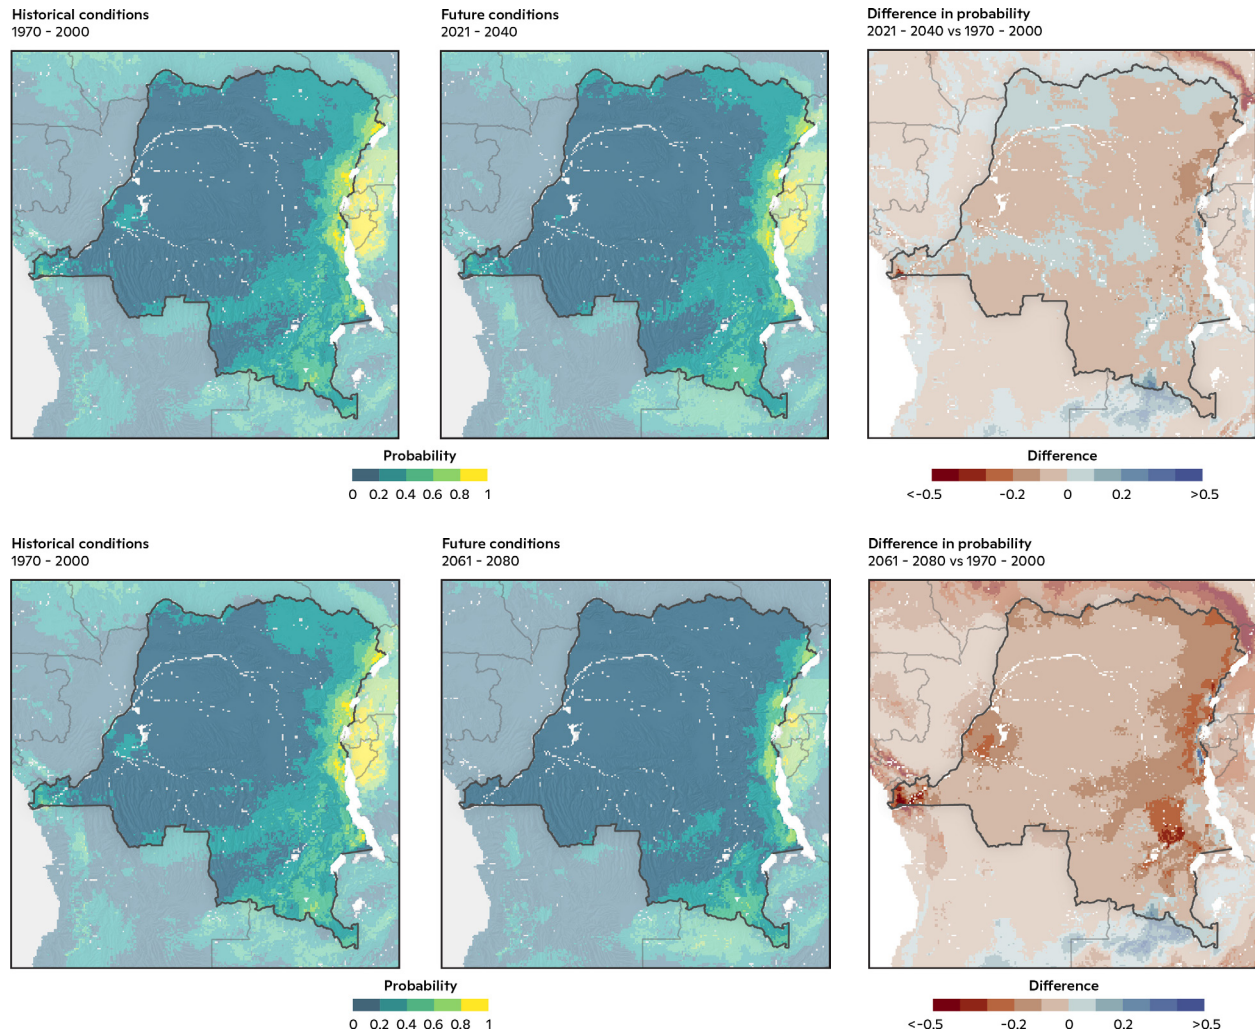 Historical conditions
1970 - 2000
Future conditions
2021 - 2040
Difference in probability
2021 - 2040 vs 1970 - 2000
Probability
0 0.2 0.4 0.6 0.8 1
Difference
<-0.5 -0.2 0 0.2 >0.5
Historical conditions
1970 - 2000
Future conditions
2061 - 2080
Difference in probability
2061 - 2080 vs 1970 - 2000
Probability
0 0.2 0.4 0.6 0.8 1
Difference
<-0.5 -0.2 0 0.2 >0.5